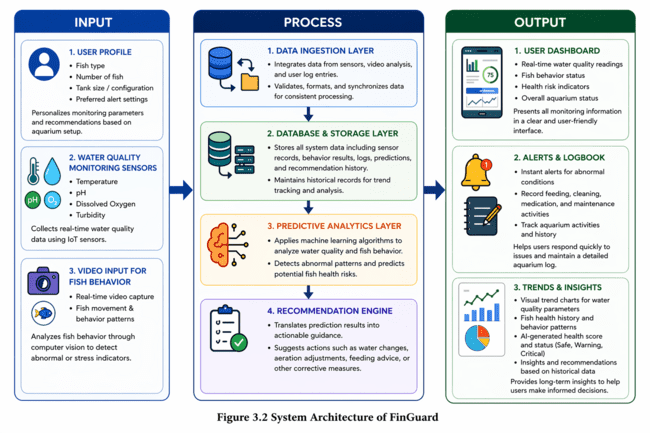 INPUT
1. USER PROFILE
• Fish type
• Number of fish
• Tank size / configuration
• Preferred alert settings
Personalizes monitoring
parameters and
recommendations based on
aquarium setup.
2. WATER QUALITY
MONITORING SENSORS
• Temperature
• pH
• Dissolved Oxygen
• Turbidity
pH
O₂
Collects real-time water quality
data using IoT sensors.
3. VIDEO INPUT FOR
FISH BEHAVIOR
• Real-time video capture
• Fish movement &
behavior patterns
Analyzes fish behavior through
computer vision to detect
abnormal or stress indicators.
PROCESS
1. DATA INGESTION LAYER
• Integrates data from sensors, video analysis,
and user log entries.
• Validates, formats, and synchronizes data
for consistent processing.
2. DATABASE & STORAGE LAYER
• Stores all system data including sensor
records, behavior results, logs, predictions,
and recommendation history.
• Maintains historical records for trend
tracking and analysis.
3. PREDICTIVE ANALYTICS LAYER
• Applies machine learning algorithms to
analyze water quality and fish behavior.
• Detects abnormal patterns and predicts
potential fish health risks.
4. RECOMMENDATION ENGINE
• Translates prediction results into
actionable guidance.
• Suggests actions such as water changes,
aeration adjustments, feeding advice, or
other corrective measures.
OUTPUT
1. USER DASHBOARD
• Real-time water quality
readings
• Fish behavior status
• Health risk indicators
• Overall aquarium status
75
Presents all monitoring information
in a clear and user-friendly
interface.
2. ALERTS & LOGBOOK
1
• Instant alerts for abnormal
conditions
• Record feeding, cleaning,
medication, and maintenance
activities
• Track aquarium activities
and history
Helps users respond quickly to
issues and maintain a detailed
aquarium log.
3. TRENDS & INSIGHTS
• Visual trend charts for water
quality parameters
• Fish health history and
behavior patterns
• AI-generated health score
and status (Safe, Warning,
Critical)
• Insights and recommendations
based on historical data
Provides long-term insights to help
users make informed decisions.
Figure 3.2 System Architecture of FinGuard